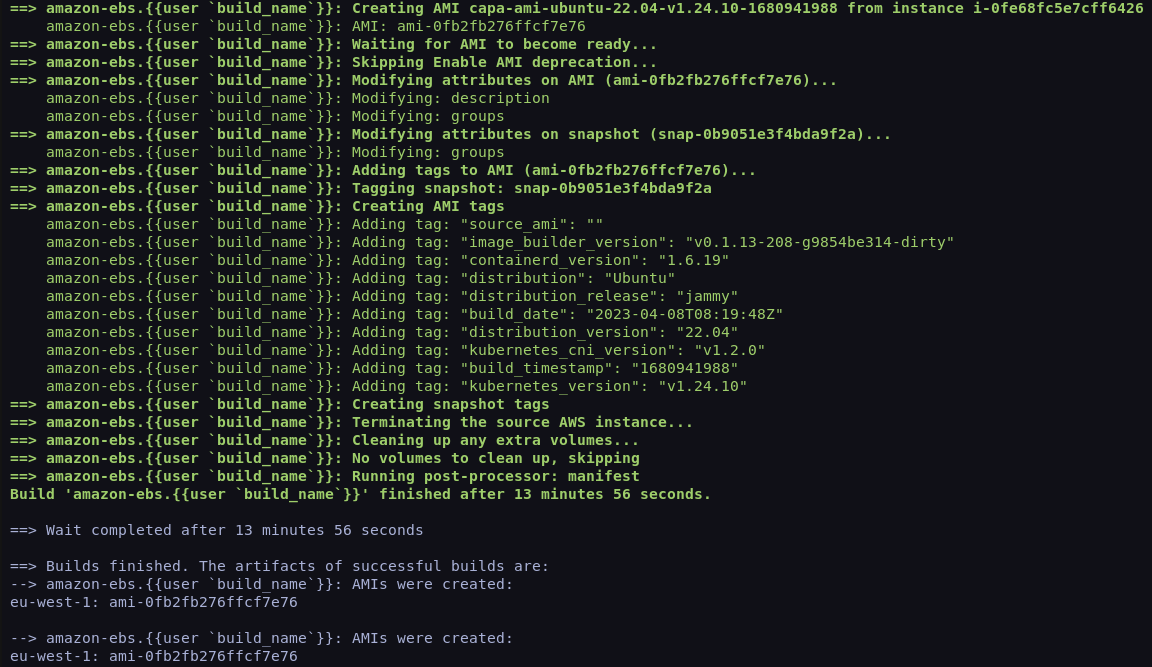 ==> amazon-ebs.{{user `build_name`}}: Creating AMI capa-ami-ubuntu-22.04-v1.24.10-1680941988 from instance i-0fe68fc5e7cff6426
    amazon-ebs.{{user `build_name`}}: AMI: ami-0fb2fb276ffcf7e76
==> amazon-ebs.{{user `build_name`}}: Waiting for AMI to become ready...
==> amazon-ebs.{{user `build_name`}}: Skipping Enable AMI deprecation...
==> amazon-ebs.{{user `build_name`}}: Modifying attributes on AMI (ami-0fb2fb276ffcf7e76)...
    amazon-ebs.{{user `build_name`}}: Modifying: description
    amazon-ebs.{{user `build_name`}}: Modifying: groups
==> amazon-ebs.{{user `build_name`}}: Modifying attributes on snapshot (snap-0b9051e3f4bda9f2a)...
    amazon-ebs.{{user `build_name`}}: Modifying: groups
==> amazon-ebs.{{user `build_name`}}: Adding tags to AMI (ami-0fb2fb276ffcf7e76)...
==> amazon-ebs.{{user `build_name`}}: Tagging snapshot: snap-0b9051e3f4bda9f2a
==> amazon-ebs.{{user `build_name`}}: Creating AMI tags
    amazon-ebs.{{user `build_name`}}: Adding tag: "source_ami": ""
    amazon-ebs.{{user `build_name`}}: Adding tag: "image_builder_version": "v0.1.13-208-g9854be314-dirty"
    amazon-ebs.{{user `build_name`}}: Adding tag: "containerd_version": "1.6.19"
    amazon-ebs.{{user `build_name`}}: Adding tag: "distribution": "Ubuntu"
    amazon-ebs.{{user `build_name`}}: Adding tag: "distribution_release": "jammy"
    amazon-ebs.{{user `build_name`}}: Adding tag: "build_date": "2023-04-08T08:19:48Z"
    amazon-ebs.{{user `build_name`}}: Adding tag: "distribution_version": "22.04"
    amazon-ebs.{{user `build_name`}}: Adding tag: "kubernetes_cni_version": "v1.2.0"
    amazon-ebs.{{user `build_name`}}: Adding tag: "build_timestamp": "1680941988"
    amazon-ebs.{{user `build_name`}}: Adding tag: "kubernetes_version": "v1.24.10"
==> amazon-ebs.{{user `build_name`}}: Creating snapshot tags
==> amazon-ebs.{{user `build_name`}}: Terminating the source AWS instance...
==> amazon-ebs.{{user `build_name`}}: Cleaning up any extra volumes...
==> amazon-ebs.{{user `build_name`}}: No volumes to clean up, skipping
==> amazon-ebs.{{user `build_name`}}: Running post-processor: manifest
Build 'amazon-ebs.{{user `build_name`}}' finished after 13 minutes 56 seconds.

==> Wait completed after 13 minutes 56 seconds

==> Builds finished. The artifacts of successful builds are:
--> amazon-ebs.{{user `build_name`}}: AMIs were created:
eu-west-1: ami-0fb2fb276ffcf7e76

--> amazon-ebs.{{user `build_name`}}: AMIs were created:
eu-west-1: ami-0fb2fb276ffcf7e76